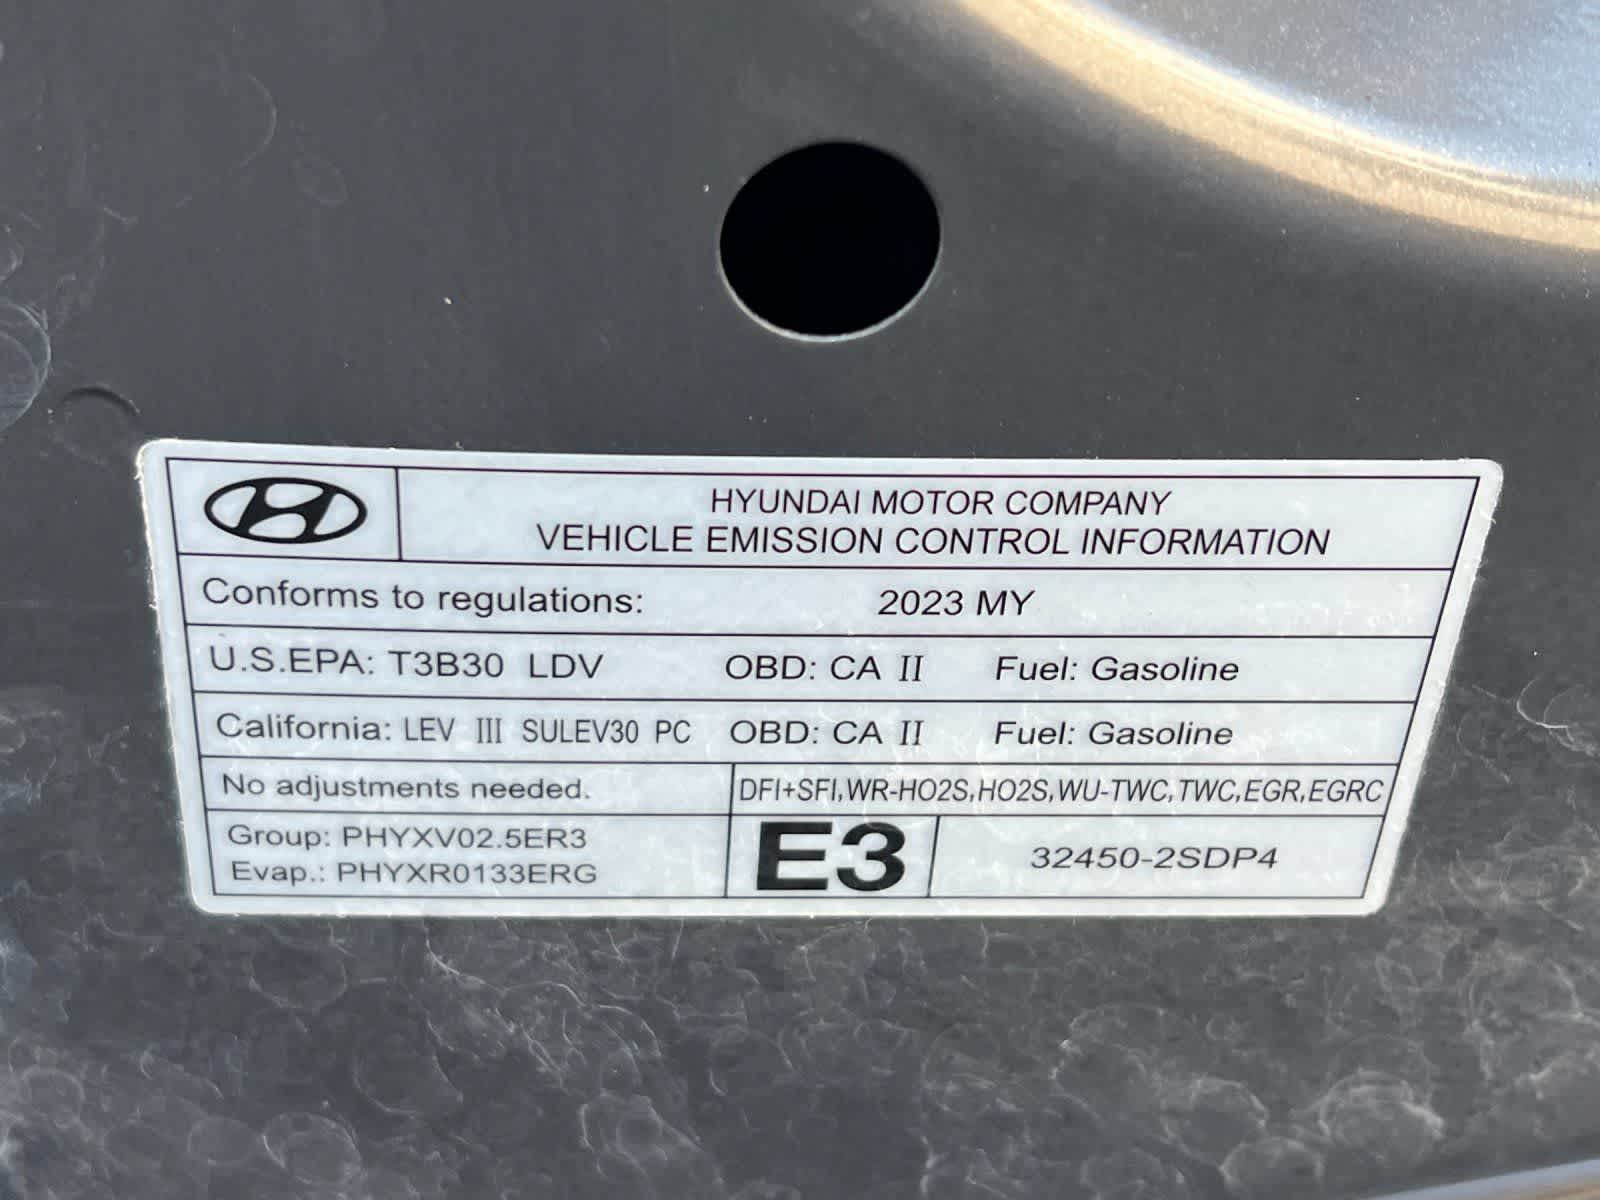 HYUNDAI MOTOR COMPANY
VEHICLE EMISSION CONTROL INFORMATION
Conforms to regulations: 2023 MY
U.S.EPA: T3B30 LDV OBD: CA II Fuel: Gasoline
California: LEV III SULEV30 PC OBD: CA II Fuel: Gasoline
No adjustments needed. DFI+SFI,WR-HO2S,HO2S,WU-TWC,TWC,EGR,EGRC
Group: PHYXV02.5ER3
Evap.: PHYXR0133ERG
E3
32450-2SDP4